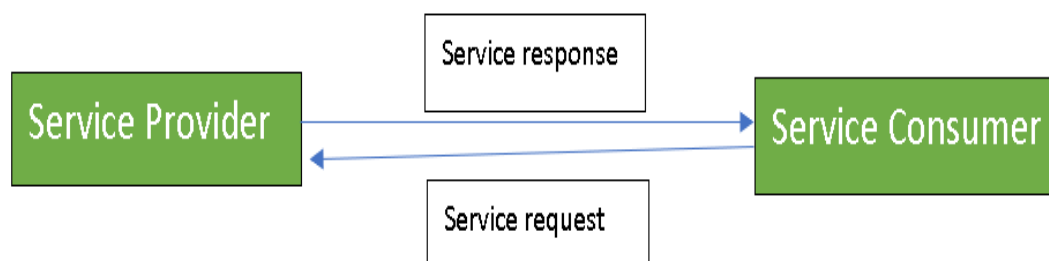 Service response
Service Provider
Service Consumer
Service request